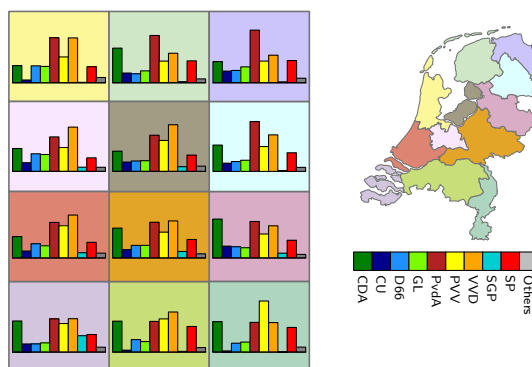 CDA
CU
D66
GL
PvdA
PVV
VVD
SGP
SP
Others